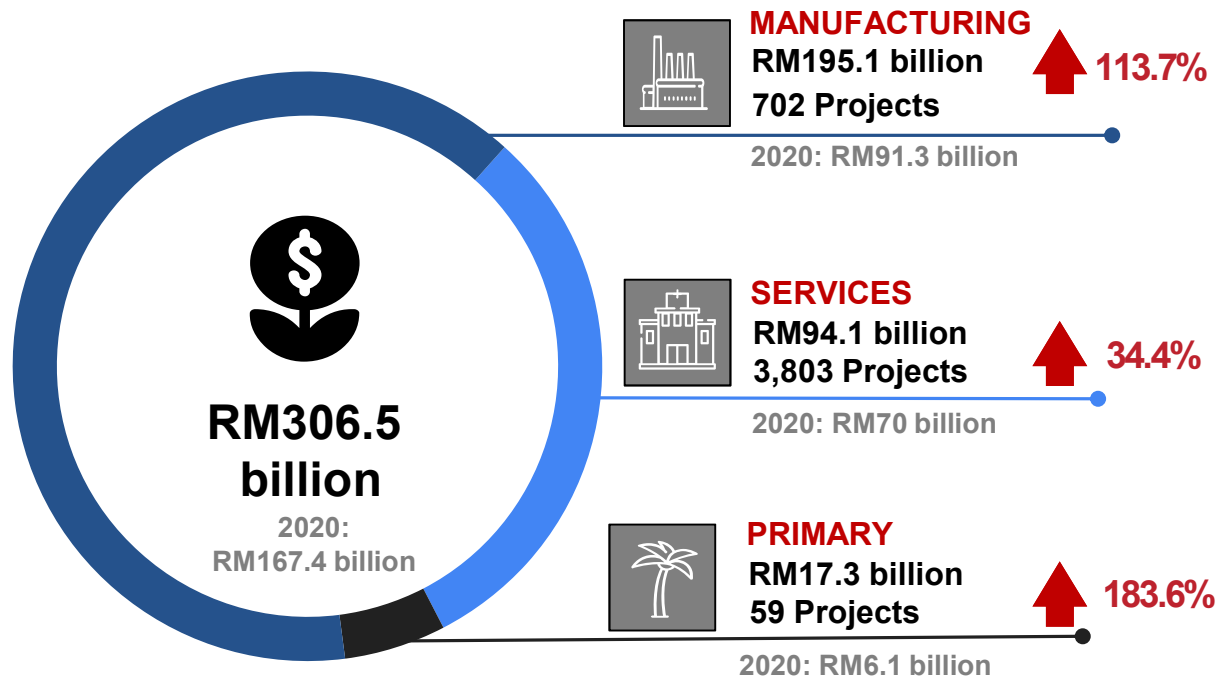 MANUFACTURING
RM195.1 billion
702 Projects
113.7%
2020: RM91.3 billion
$
RM306.5
billion
2020:
RM167.4 billion
SERVICES
RM94.1 billion
3,803 Projects
34.4%
2020: RM70 billion
PRIMARY
RM17.3 billion
59 Projects
183.6%
2020: RM6.1 billion